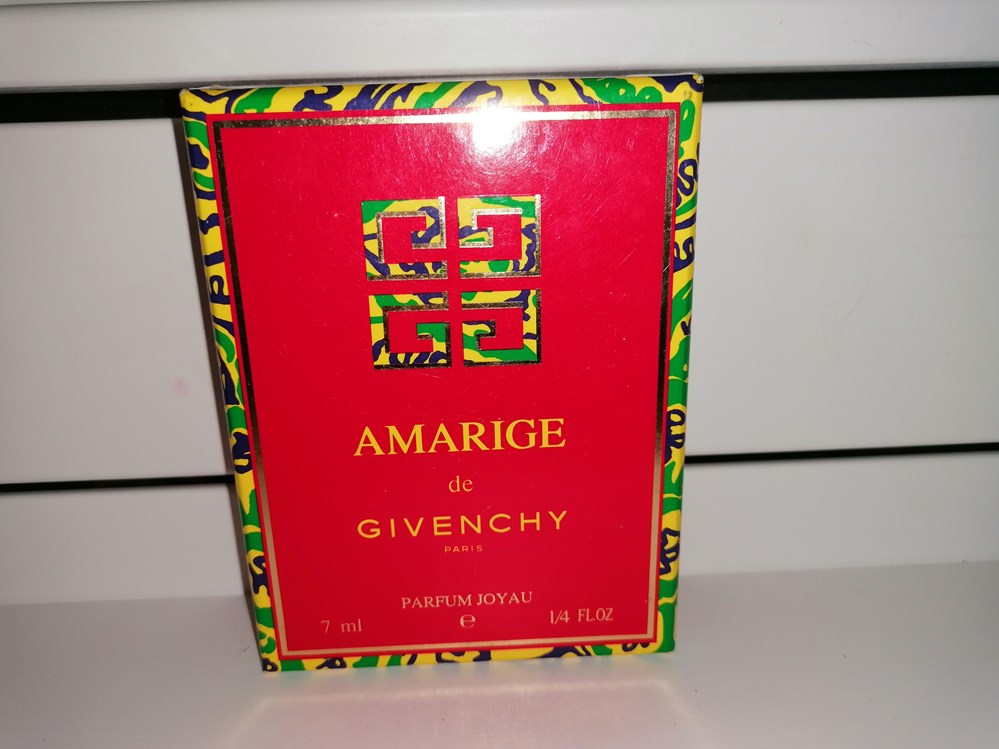 AMARIGE
de
GIVENCHY
PARIS
PARFUM JOYAU
7 ml ℮ 1/4 FL.OZ